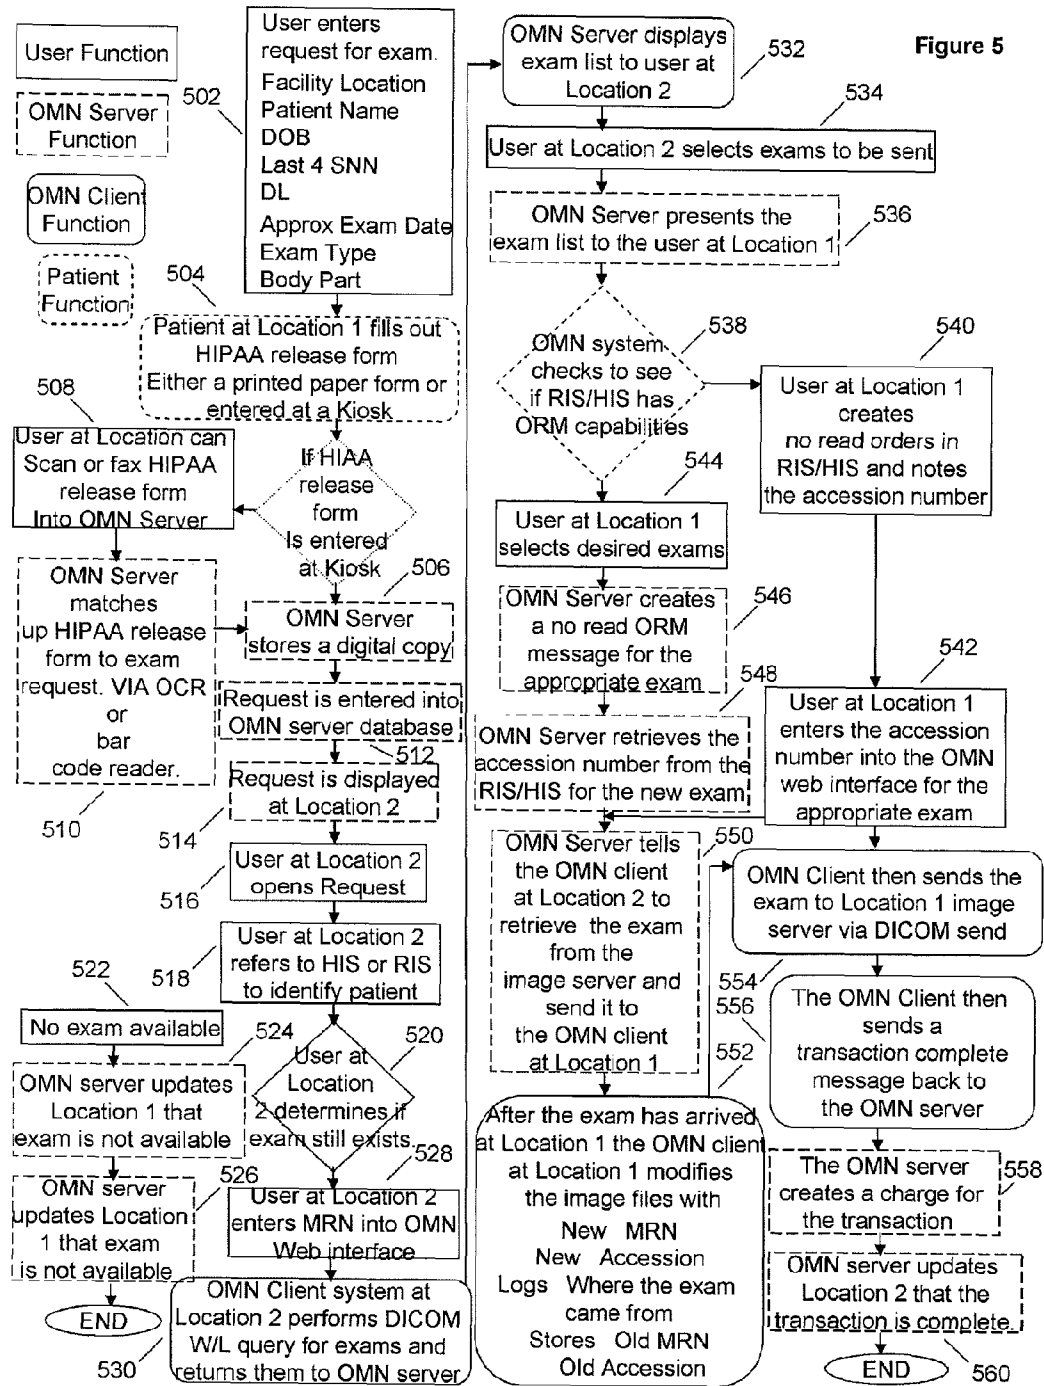 Figure 5
User Function
OMN Server
Function
OMN Client
Function
Patient
Function
502
User enters
request for exam.
Facility Location
Patient Name
DOB
Last 4 SNN
DL
Approx Exam Date
Exam Type
Body Part
504
Patient at Location 1 fills out
HIPAA release form
Either a printed paper form or
entered at a Kiosk
If HIAA
release
form
Is entered
at Kiosk
508
User at Location can
Scan or fax HIPAA
release form
Into OMN Server
OMN Server
matches
up HIPAA release
form to exam
request. VIA OCR
or
bar
code reader.
510
506
OMN Server
stores a digital copy
Request is entered into
OMN server database
512
Request is displayed
at Location 2
514
User at Location 2
opens Request
516
User at Location 2
refers to HIS or RIS
to identify patient
518
520
User at
Location
2 determines if
exam still exists.
522
No exam available
524
OMN server updates
Location 1 that
exam is not available
526
OMN server
updates Location
1 that exam
is not available
END
528
User at Location 2
enters MRN into OMN
Web interface
OMN Client system at
Location 2 performs DICOM
W/L query for exams and
returns them to OMN server
530
OMN Server displays
exam list to user at
Location 2
532
534
User at Location 2 selects exams to be sent
OMN Server presents the
exam list to the user at Location 1
536
OMN system
checks to see
if RIS/HIS has
ORM capabilities
538
540
User at Location 1
creates
no read orders in
RIS/HIS and notes
the accession number
544
User at Location 1
selects desired exams
OMN Server creates
a no read ORM
message for the
appropriate exam
546
548
OMN Server retrieves the
accession number from the
RIS/HIS for the new exam
542
User at Location 1
enters the accession
number into the OMN
web interface for the
appropriate exam
550
OMN Server tells
the OMN client
at Location 2 to
retrieve the exam
from the
image server and
send it to
the OMN client
at Location 1
552
After the exam has arrived
at Location 1 the OMN client
at Location 1 modifies
the image files with
New MRN
New Accession
Logs Where the exam
came from
Stores Old MRN
Old Accession
OMN Client then sends the
exam to Location 1 image
server via DICOM send
554
556
The OMN Client then
sends a
transaction complete
message back to
the OMN server
The OMN server
creates a charge for
the transaction
558
OMN server updates
Location 2 that the
transaction is complete.
560
END